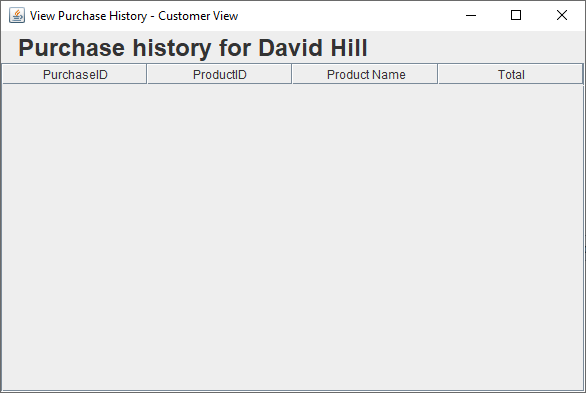 View Purchase History - Customer View
Purchase history for David Hill
PurchaseID ProductID Product Name Total